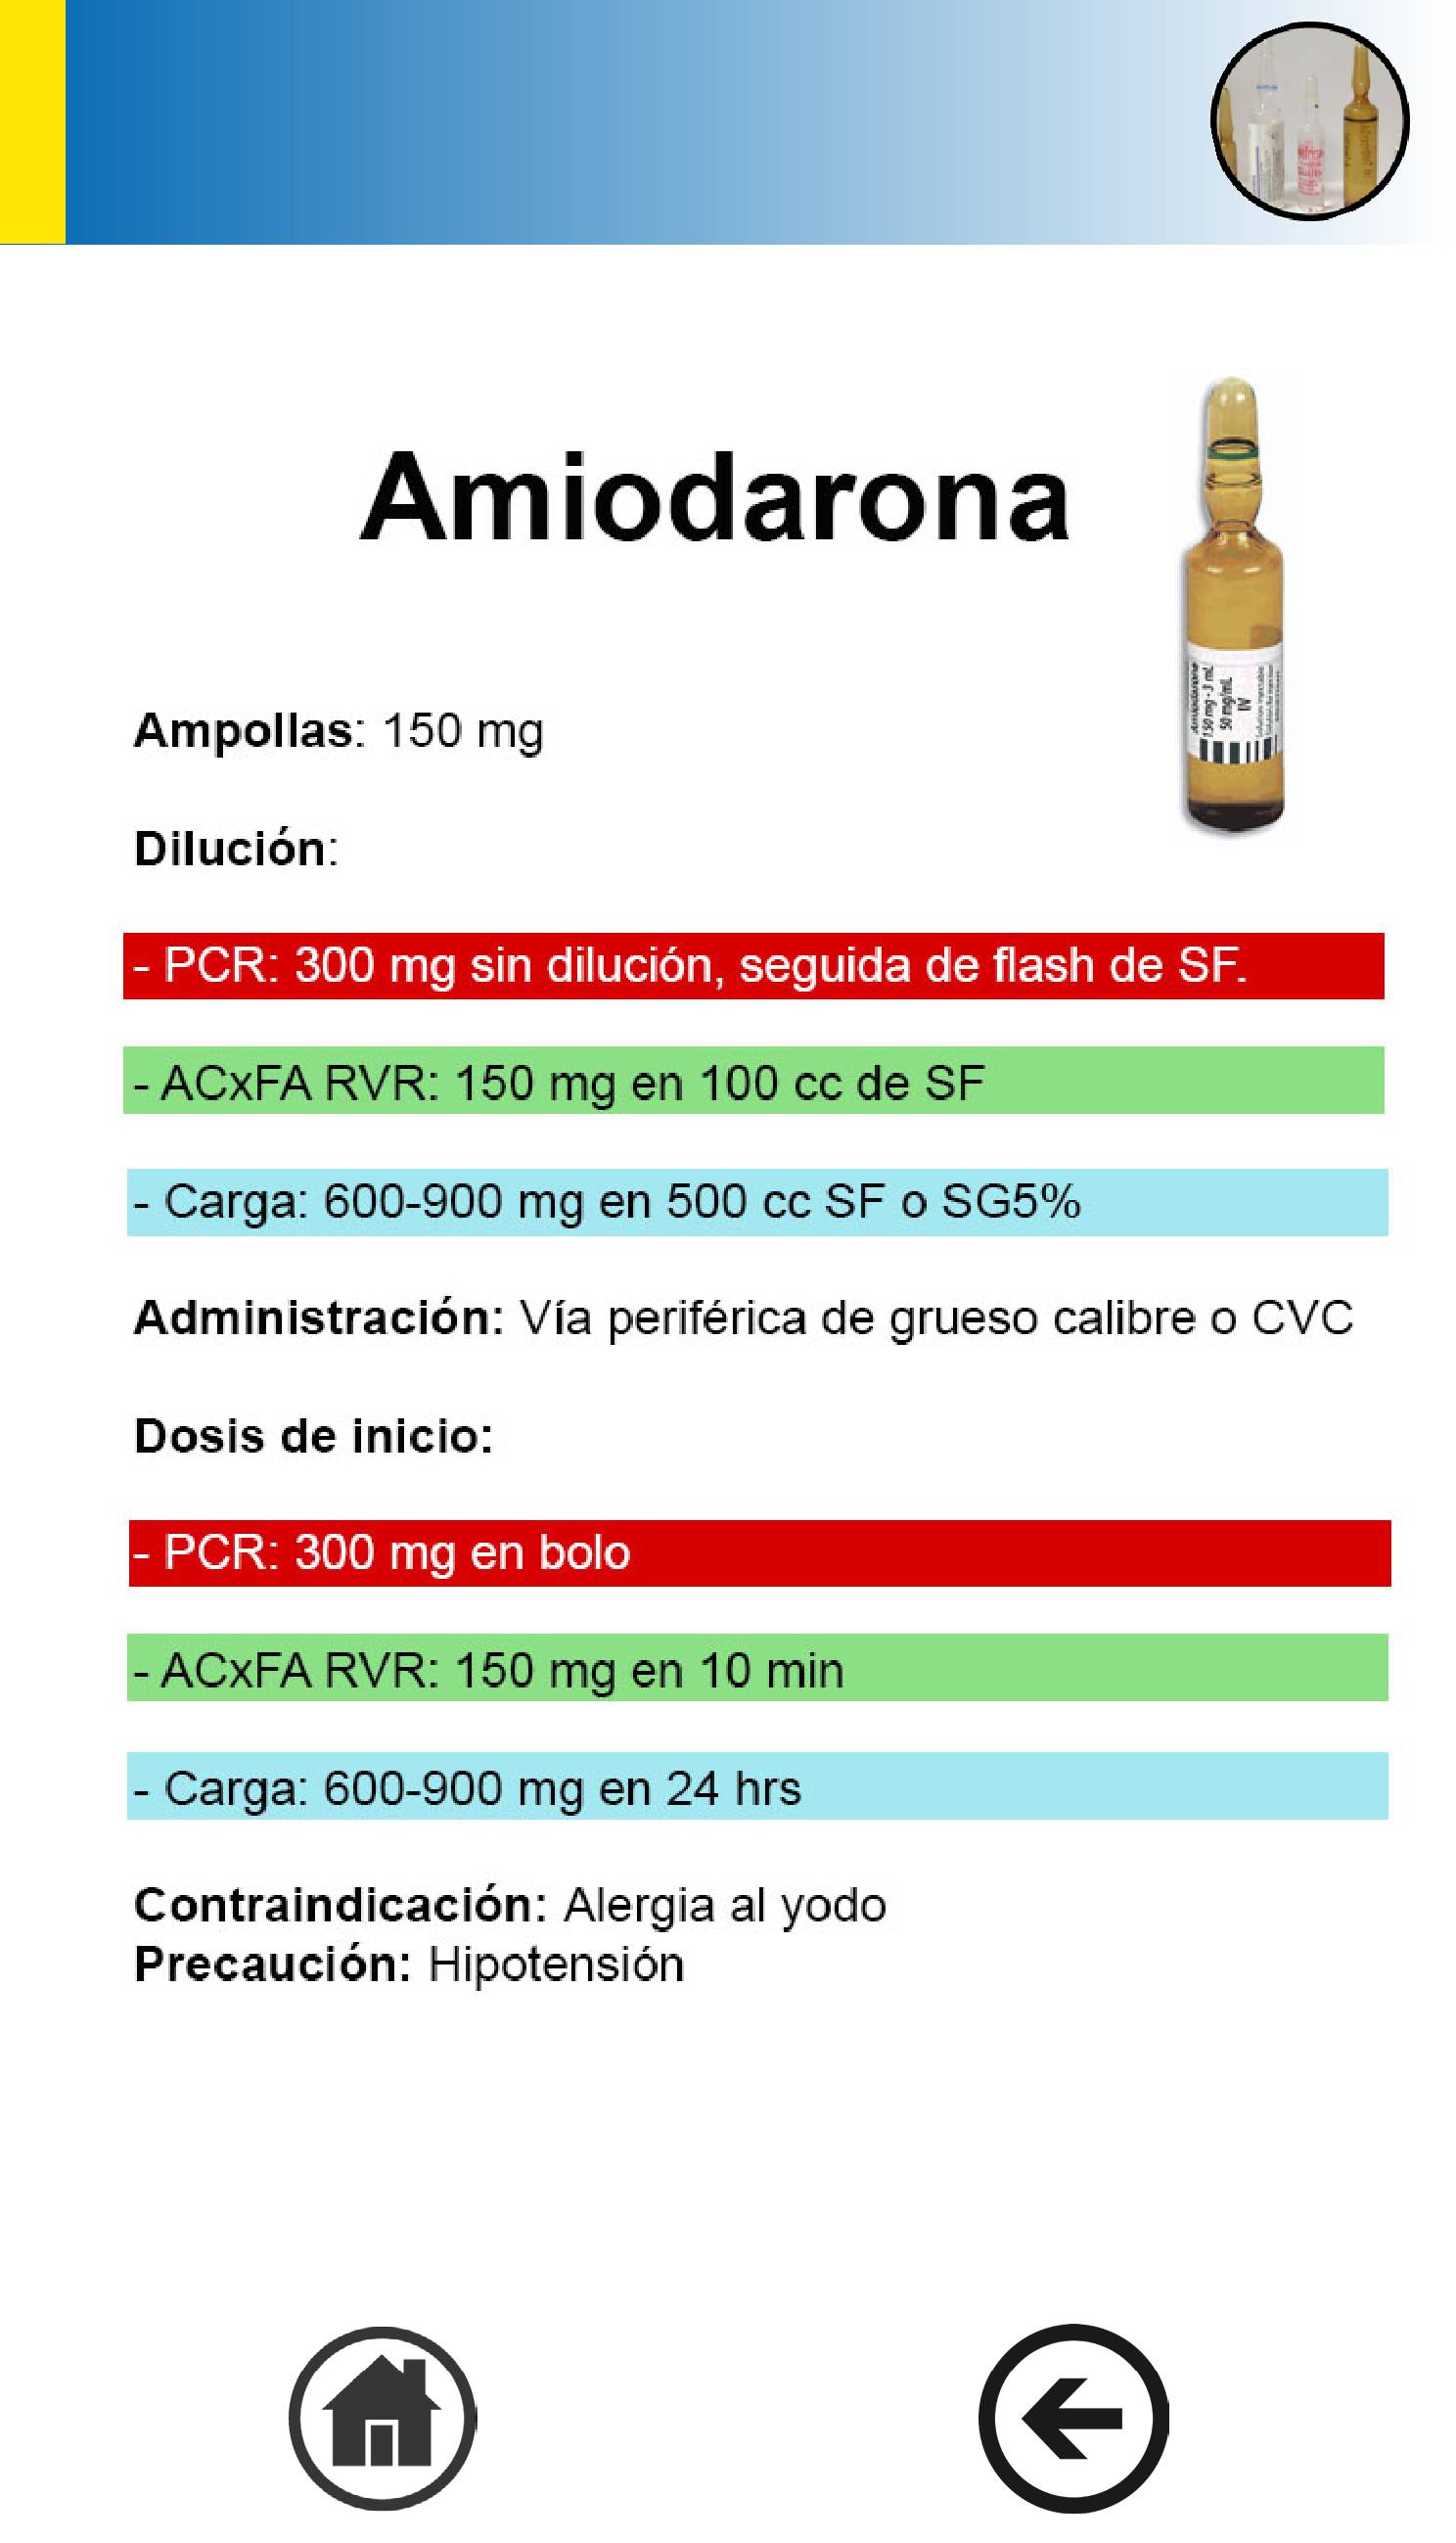 Amiodarona
Amiodarona
150 mg - 3 mL
50 mg/mL
IV
Ampollas: 150 mg
Dilución:
- PCR: 300 mg sin dilución, seguida de flash de SF.
- ACxFA RVR: 150 mg en 100 cc de SF
- Carga: 600-900 mg en 500 cc SF o SG5%
Administración: Vía periférica de grueso calibre o CVC
Dosis de inicio:
- PCR: 300 mg en bolo
- ACxFA RVR: 150 mg en 10 min
- Carga: 600-900 mg en 24 hrs
Contraindicación: Alergia al yodo
Precaución: Hipotensión